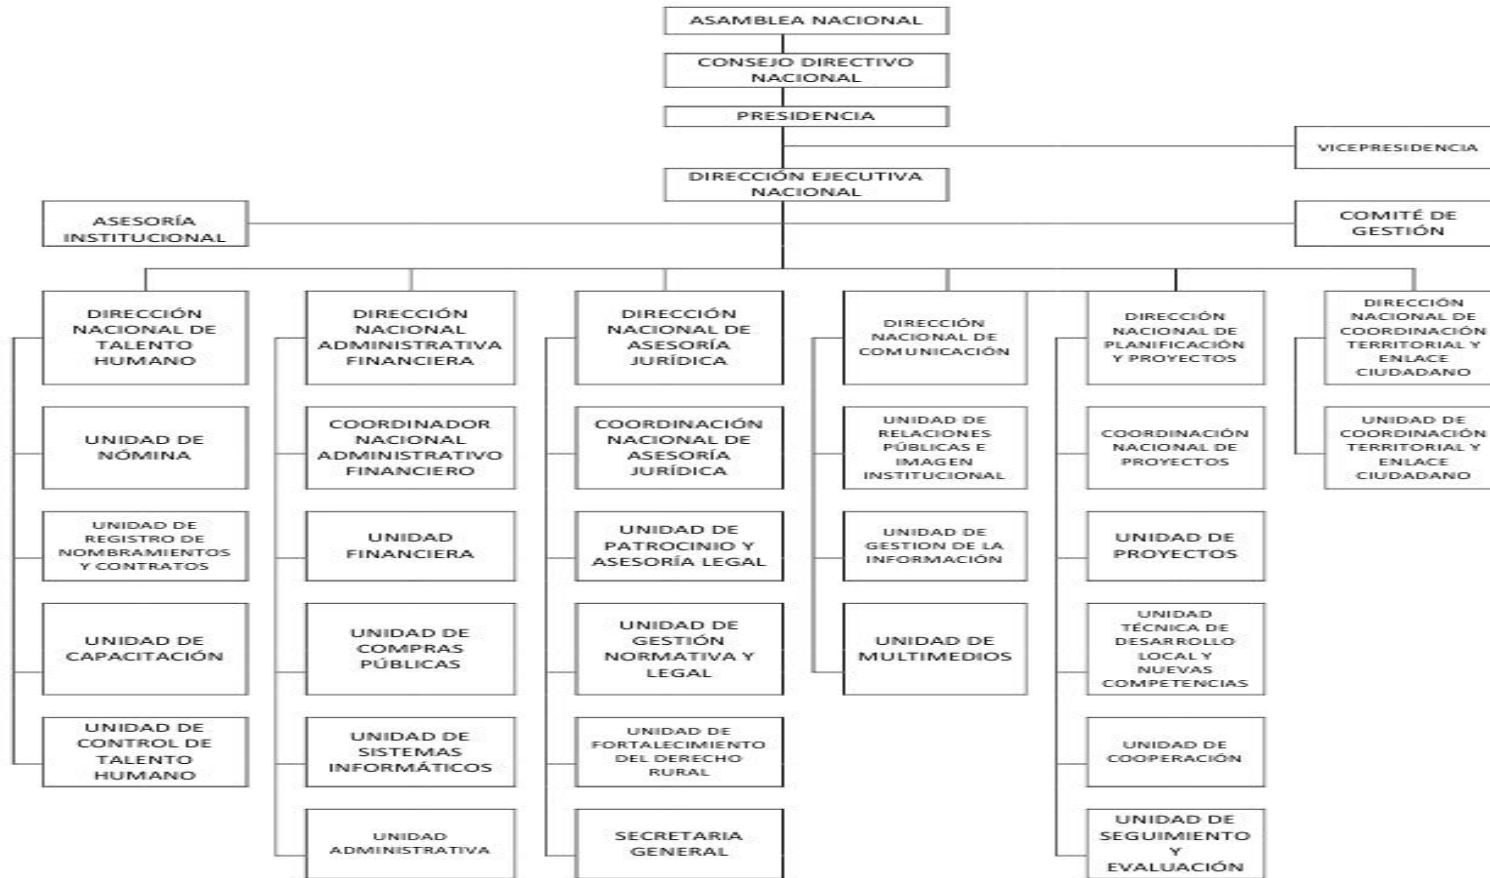 ASAMBLEA NACIONAL
CONSEJO DIRECTIVO
NACIONAL
PRESIDENCIA
VICEPRESIDENCIA
DIRECCIÓN EJECUTIVA
NACIONAL
ASESORÍA
INSTITUCIONAL
COMITÉ DE
GESTIÓN
DIRECCIÓN
NACIONAL DE
TALENTO
HUMANO
UNIDAD DE
NÓMINA
UNIDAD DE
REGISTRO DE
NOMBRAMIENTOS
Y CONTRATOS
UNIDAD DE
CAPACITACIÓN
UNIDAD DE
CONTROL DE
TALENTO
HUMANO
DIRECCIÓN
NACIONAL
ADMINISTRATIVA
FINANCIERA
COORDINADOR
NACIONAL
ADMINISTRATIVO
FINANCIERO
UNIDAD
FINANCIERA
UNIDAD DE
COMPRAS
PÚBLICAS
UNIDAD DE
SISTEMAS
INFORMÁTICOS
UNIDAD
ADMINISTRATIVA
DIRECCIÓN
NACIONAL DE
ASESORÍA
JURÍDICA
COORDINACIÓN
NACIONAL DE
ASESORÍA
JURÍDICA
UNIDAD DE
PATROCINIO Y
ASESORÍA LEGAL
UNIDAD DE
GESTIÓN
NORMATIVA Y
LEGAL
UNIDAD DE
FORTALECIMIENTO
DEL DERECHO
RURAL
SECRETARIA
GENERAL
DIRECCIÓN
NACIONAL DE
COMUNICACIÓN
UNIDAD DE
RELACIONES
PÚBLICAS E
IMAGEN
INSTITUCIONAL
UNIDAD DE
GESTION DE LA
INFORMACIÓN
UNIDAD DE
MULTIMEDIOS
DIRECCIÓN
NACIONAL DE
PLANIFICACIÓN
Y PROYECTOS
COORDINACIÓN
NACIONAL DE
PROYECTOS
UNIDAD DE
PROYECTOS
UNIDAD
TÉCNICA DE
DESARROLLO
LOCAL Y
NUEVAS
COMPETENCIAS
UNIDAD DE
COOPERACIÓN
UNIDAD DE
SEGUIMIENTO
Y
EVALUACIÓN
DIRECCIÓN
NACIONAL DE
COORDINACIÓN
TERRITORIAL Y
ENLACE
CIUDADANO
UNIDAD DE
COORDINACIÓN
TERRITORIAL Y
ENLACE
CIUDADANO